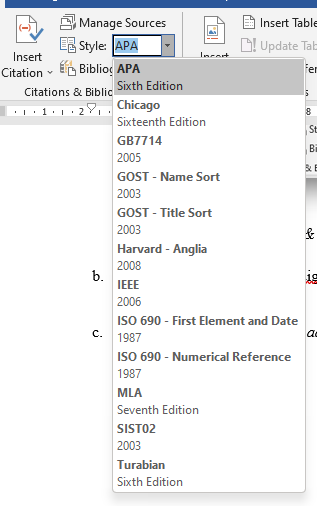 Manage Sources
Insert Table
Style: APA
Update Tab
Insert
Citation
Insert
Citations &
APA
Sixth Edition
Chicago
Sixteenth Edition
GB7714
2005
GOST - Name Sort
2003
GOST - Title Sort
2003
Harvard - Anglia
2008
&
IEEE
2006
b.
ISO 690 - First Element and Date
1987
c.
ISO 690 - Numerical Reference
1987
MLA
Seventh Edition
SIST02
2003
Turabian
Sixth Edition